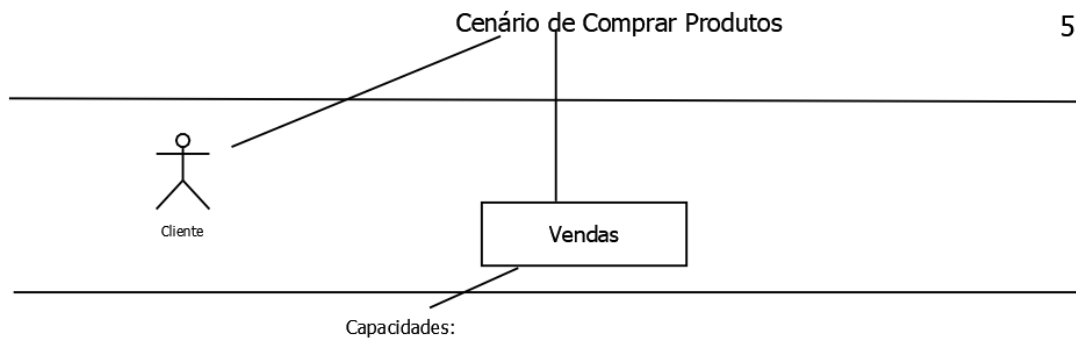 Cenário de Comprar Produtos
5
Cliente
Vendas
Capacidades: